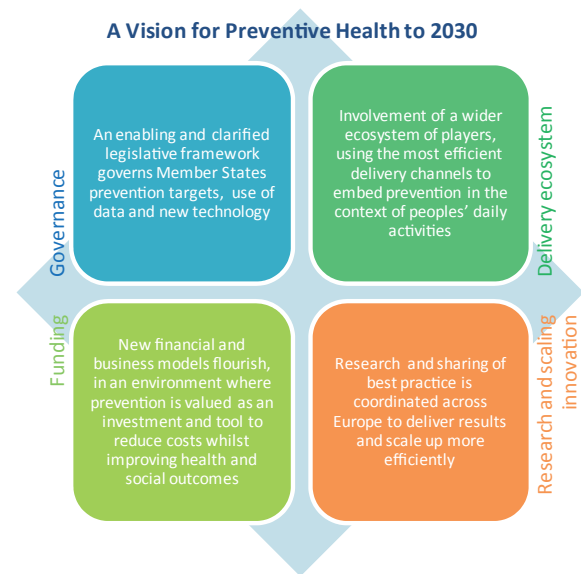 A Vision for Preventive Health to 2030
Governance
An enabling and clarified
legislative framework
governs Member States
prevention targets, use of
data and new technology
Involvement of a wider
ecosystem of players,
using the most efficient
delivery channels to
embed prevention in the
context of peoples’ daily
activities
Delivery ecosystem
Funding
New financial and
business models flourish,
in an environment where
prevention is valued as an
investment and tool to
reduce costs whilst
improving health and
social outcomes
Research and sharing of
best practice is
coordinated across
Europe to deliver results
and scale up more
efficiently
Research and scaling
innovation